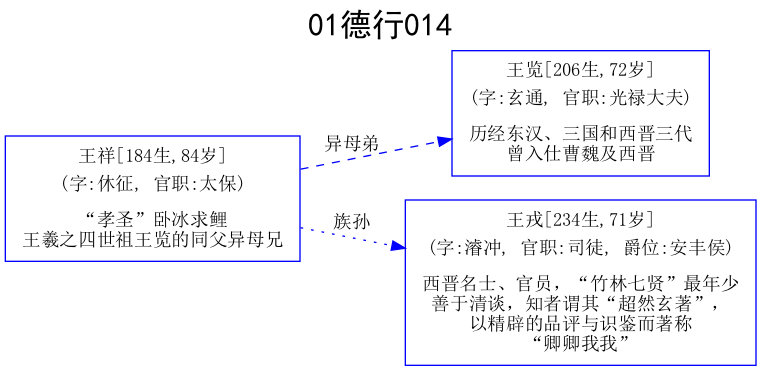 01德行014
王祥[184生,84岁]
(字:休征, 官职:太保)
“孝圣”卧冰求鲤
王羲之四世祖王览的同父异母兄
异母弟
王览[206生,72岁]
(字:玄通, 官职:光禄大夫)
历经东汉、三国和西晋三代
曾入仕曹魏及西晋
族孙
王戎[234生,71岁]
(字:濬冲, 官职:司徒, 爵位:安丰侯)
西晋名士、官员，“竹林七贤”最年少
善于清谈，知者谓其“超然玄著”，
以精辟的品评与识鉴而著称
“卿卿我我”